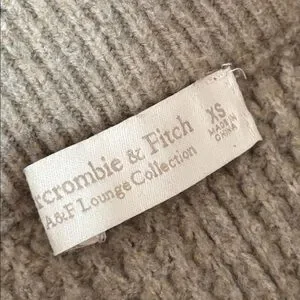 crombie & Fitch
A&F Lounge Collection
XS
MADE IN
CHINA